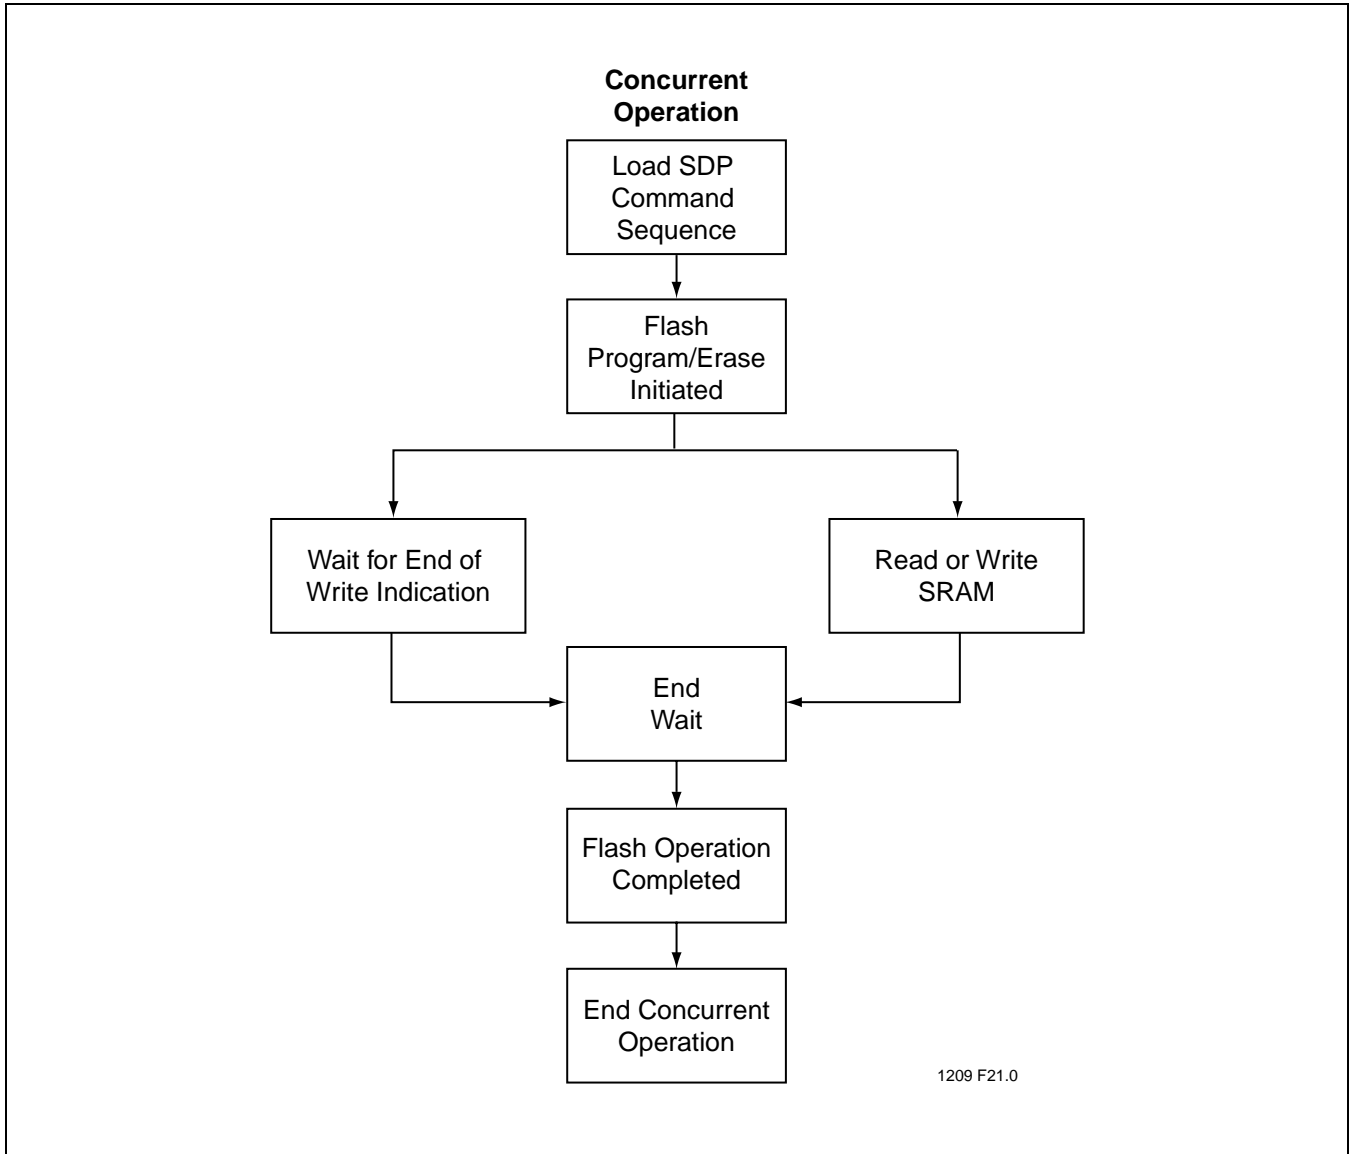 Concurrent
Operation
Load SDP
Command
Sequence
Flash
Program/Erase
Initiated
Wait for End of
Write Indication
Read or Write
SRAM
End
Wait
Flash Operation
Completed
End Concurrent
Operation
1209 F21.0